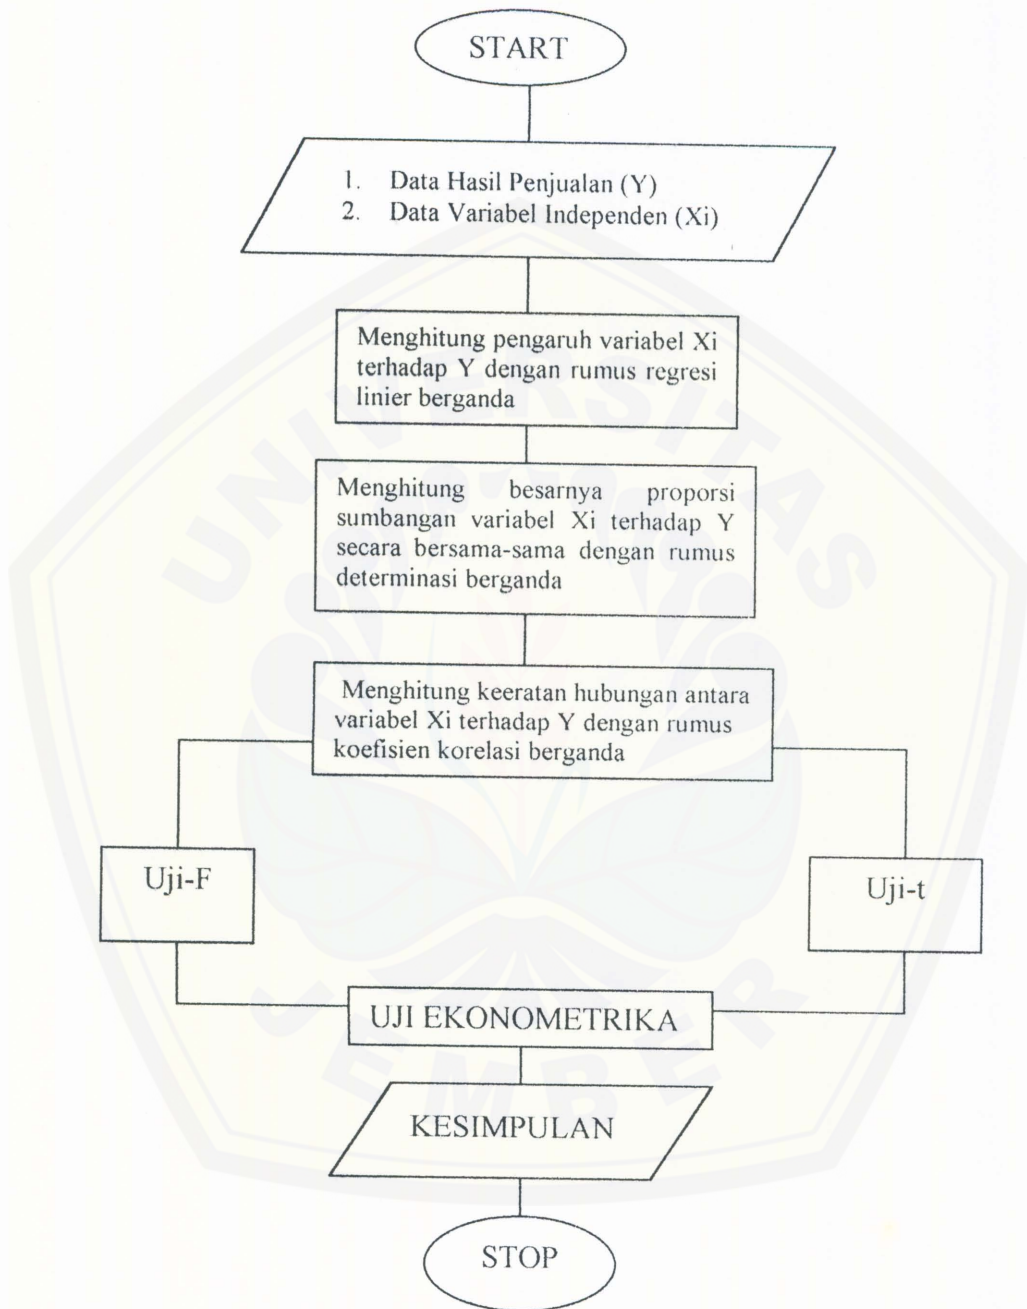 START
1. Data Hasil Penjualan (Y)
2. Data Variabel Independen (Xi)
Menghitung pengaruh variabel Xi
terhadap Y dengan rumus regresi
linier berganda
Menghitung besarnya proporsi
sumbangan variabel Xi terhadap Y
secara bersama-sama dengan rumus
determinasi berganda
Menghitung keeratan hubungan antara
variabel Xi terhadap Y dengan rumus
koefisien korelasi berganda
Uji-F
Uji-t
UJI EKONOMETRIKA
KESIMPULAN
STOP
UNIVERSITAS
JEMBER